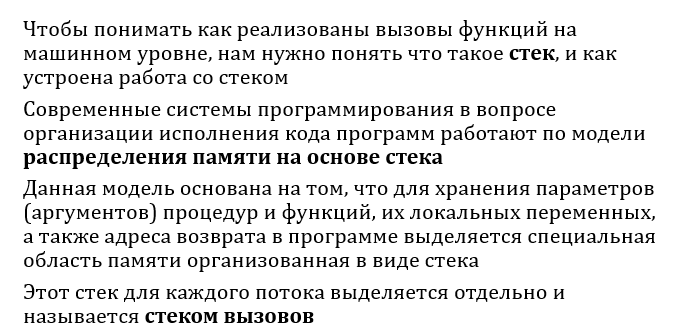 Чтобы понимать как реализованы вызовы функций на
машинном уровне, нам нужно понять что такое стек, и как
устроена работа со стеком
Современные системы программирования в вопросе
организации исполнения кода программ работают по модели
распределения памяти на основе стека
Данная модель основана на том, что для хранения параметров
(аргументов) процедур и функций, их локальных переменных,
а также адреса возврата в программе выделяется специальная
область памяти организованная в виде стека
Этот стек для каждого потока выделяется отдельно и
называется стеком вызовов